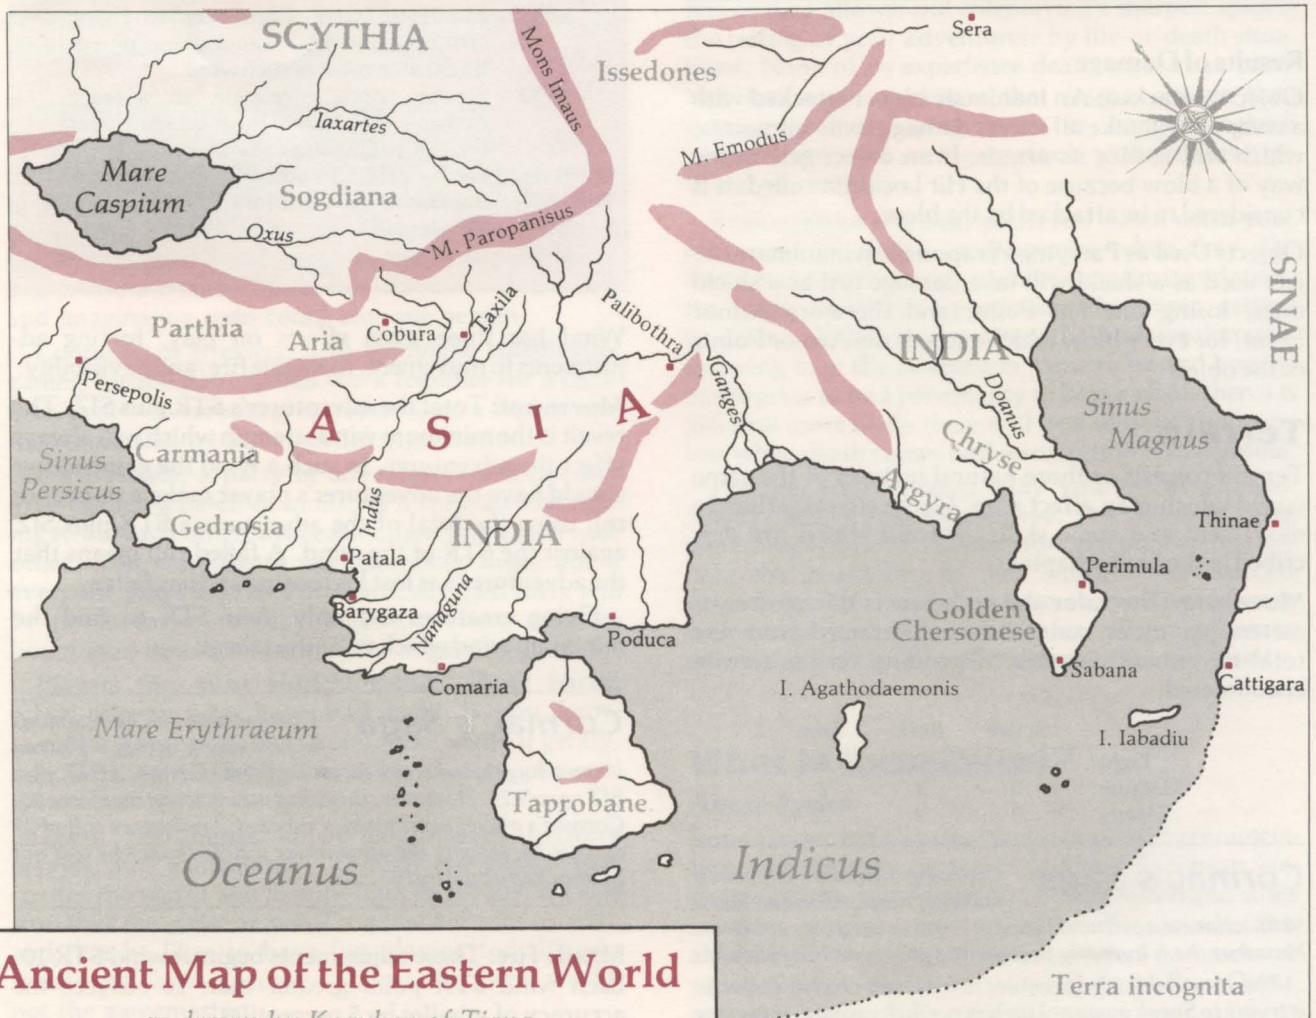 SCYTHIA
Mons Imaus
Issedones
Sera
Iaxartes
M. Emodus
Mare
Caspium
Sogdiana
Oxus
M. Paropanisus
SINAE
Parthia
Aria
Cobura
Taxila
Palibothra
INDIA
Persepolis
ASIA
Ganges
Doanus
Sinus
Magnus
Carmania
Chryse
Sinus
Persicus
Argyra
Gedrosia
Indus
INDIA
Thinae
Patala
Perimula
Barygaza
Nanaguna
Golden
Chersonese
Poduca
Comaria
Sabana
Cattigara
I. Agathodaemonis
Mare Erythraeum
I. Iabadiu
Taprobane
Oceanus
Indicus
Ancient Map of the Eastern World
Terra incognita